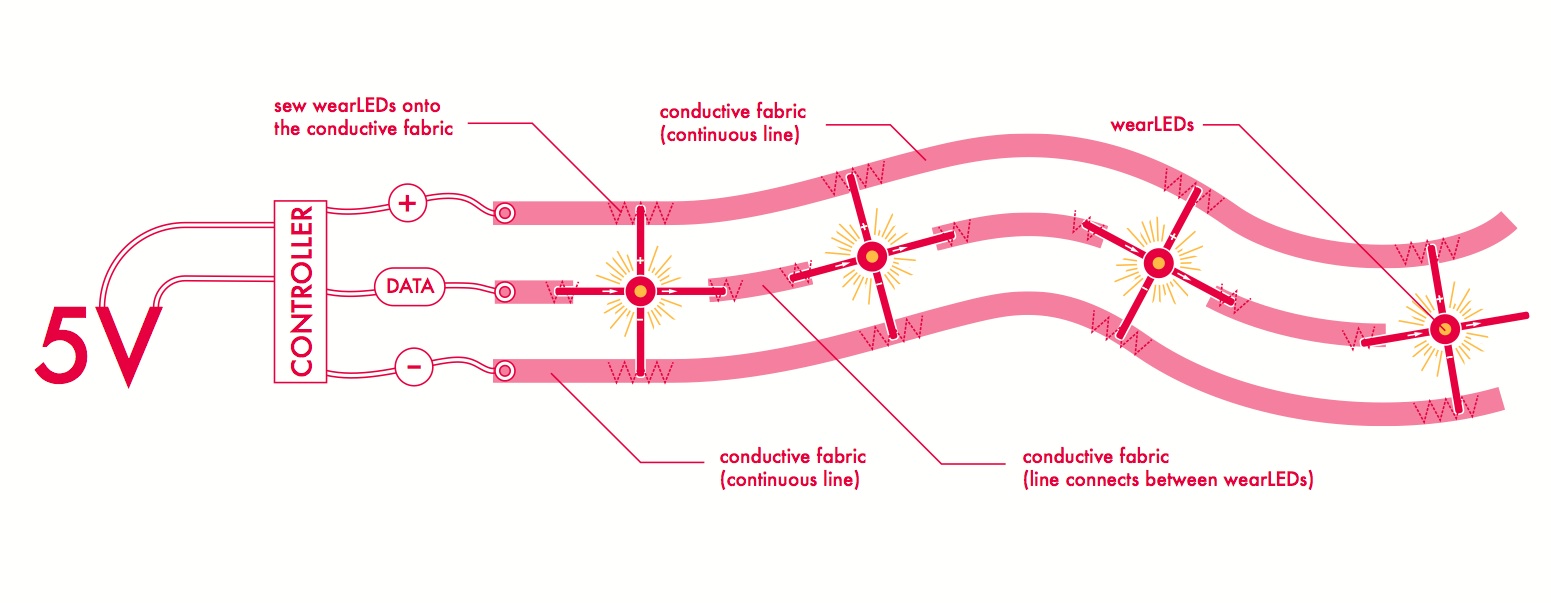 sew wearLEDs onto
the conductive fabric
conductive fabric
(continuous line)
wearLEDs
5V
CONTROLLER
+
DATA
-
conductive fabric
(continuous line)
conductive fabric
(line connects between wearLEDs)